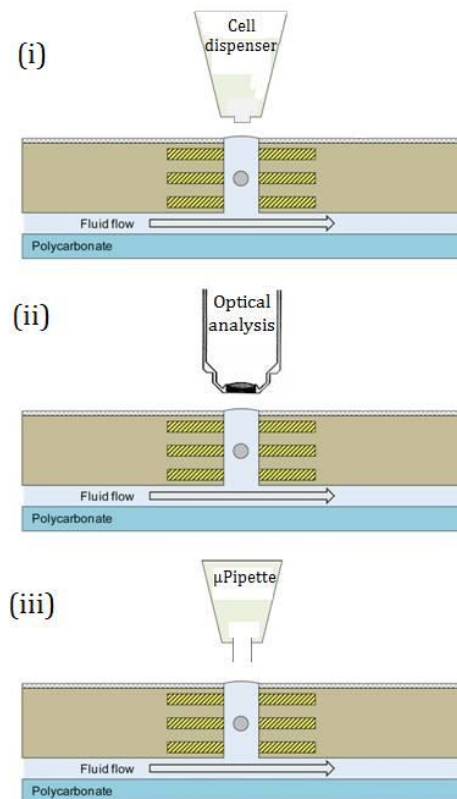 (i)
Cell
dispenser
Fluid flow
Polycarbonate
(ii)
Optical
analysis
Fluid flow
Polycarbonate
(iii)
µPipette
Fluid flow
Polycarbonate